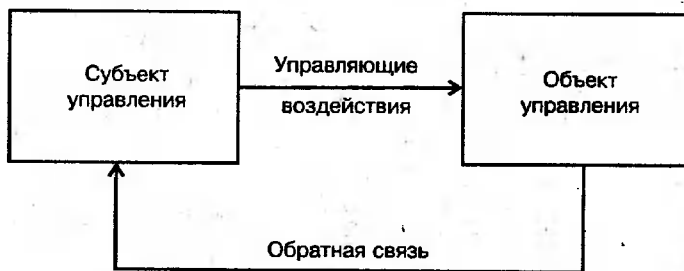 Субъект
управления
Управляющие
воздействия
Объект
управления
Обратная связь